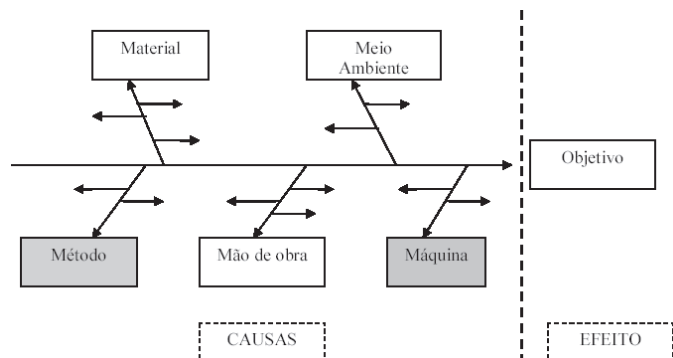 Material
Meio
Ambiente
Objetivo
Método
Mão de obra
Máquina
CAUSAS
EFEITO